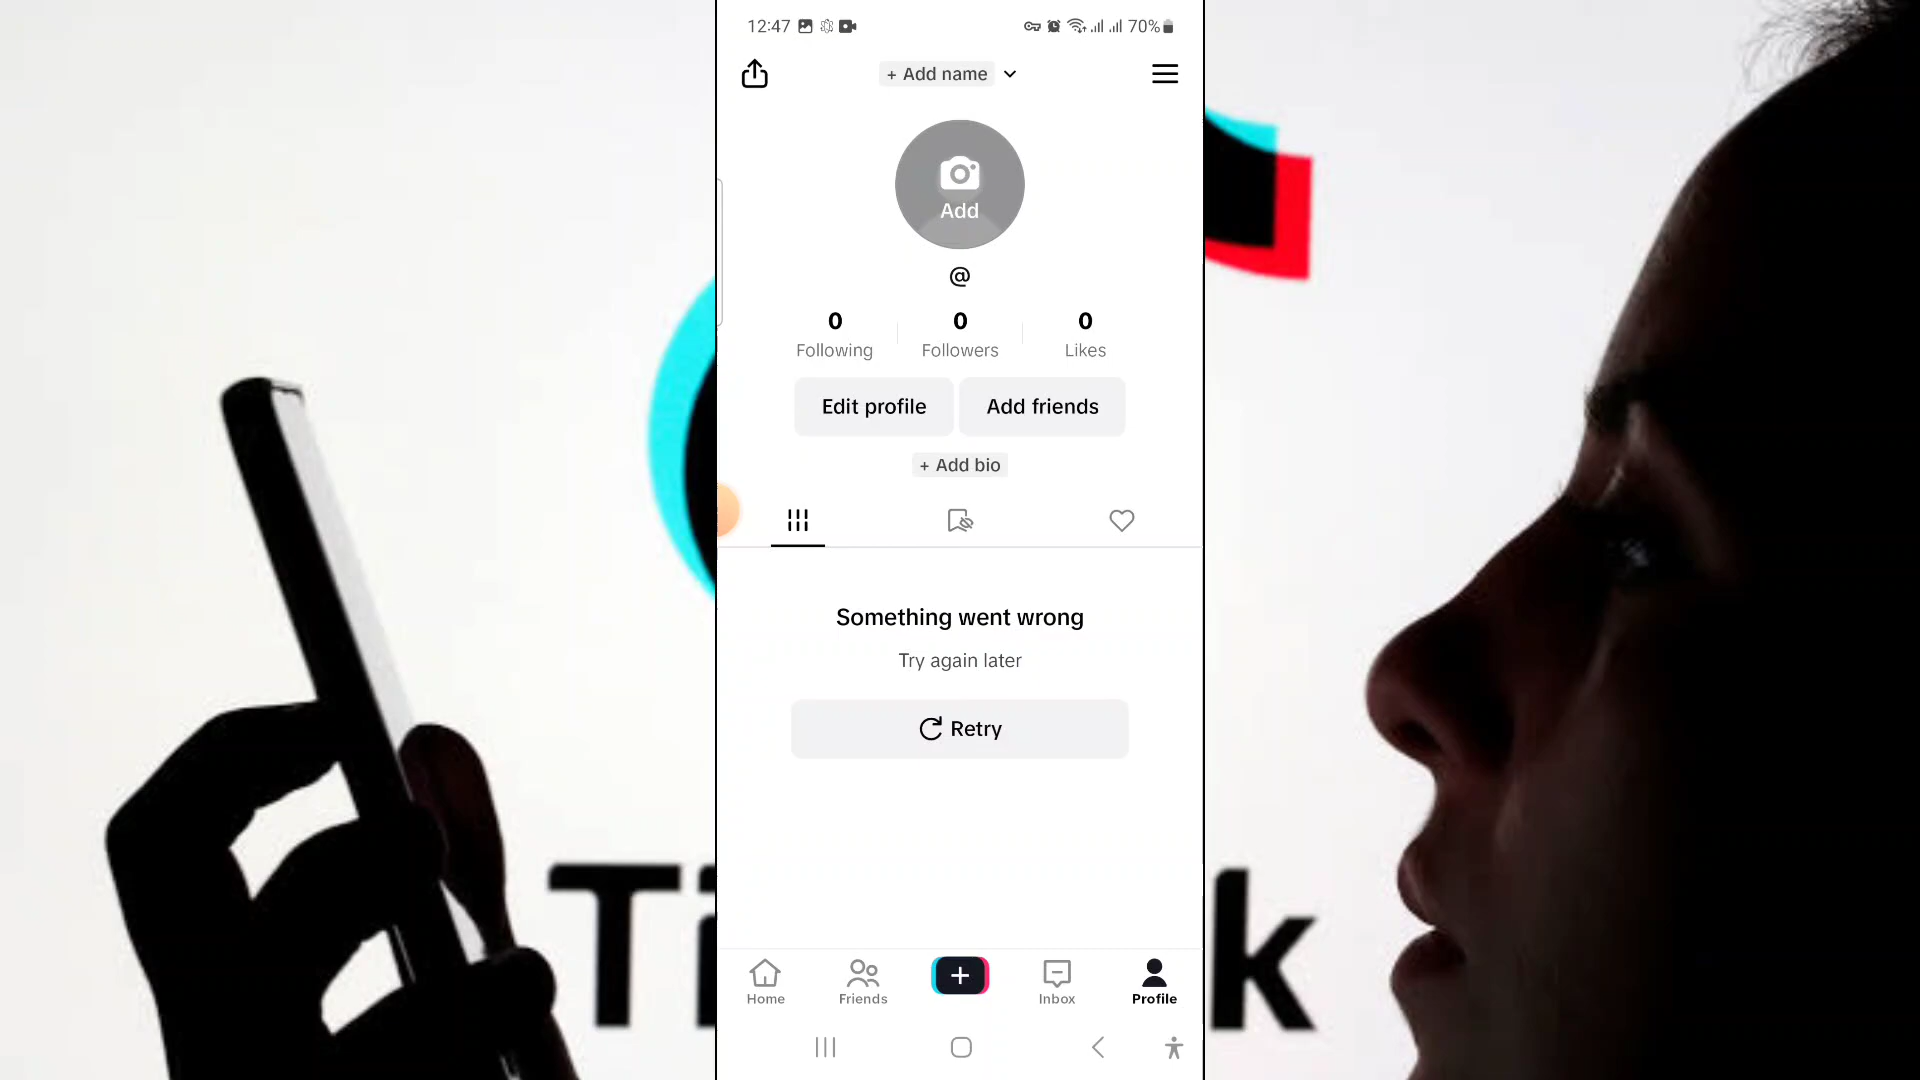 12:47
70%
+ Add name
Add
@
0 0 0
Following Followers Likes
Edit profile Add friends
+ Add bio
Something went wrong
Try again later
Retry
Ti k
Home Friends Inbox Profile